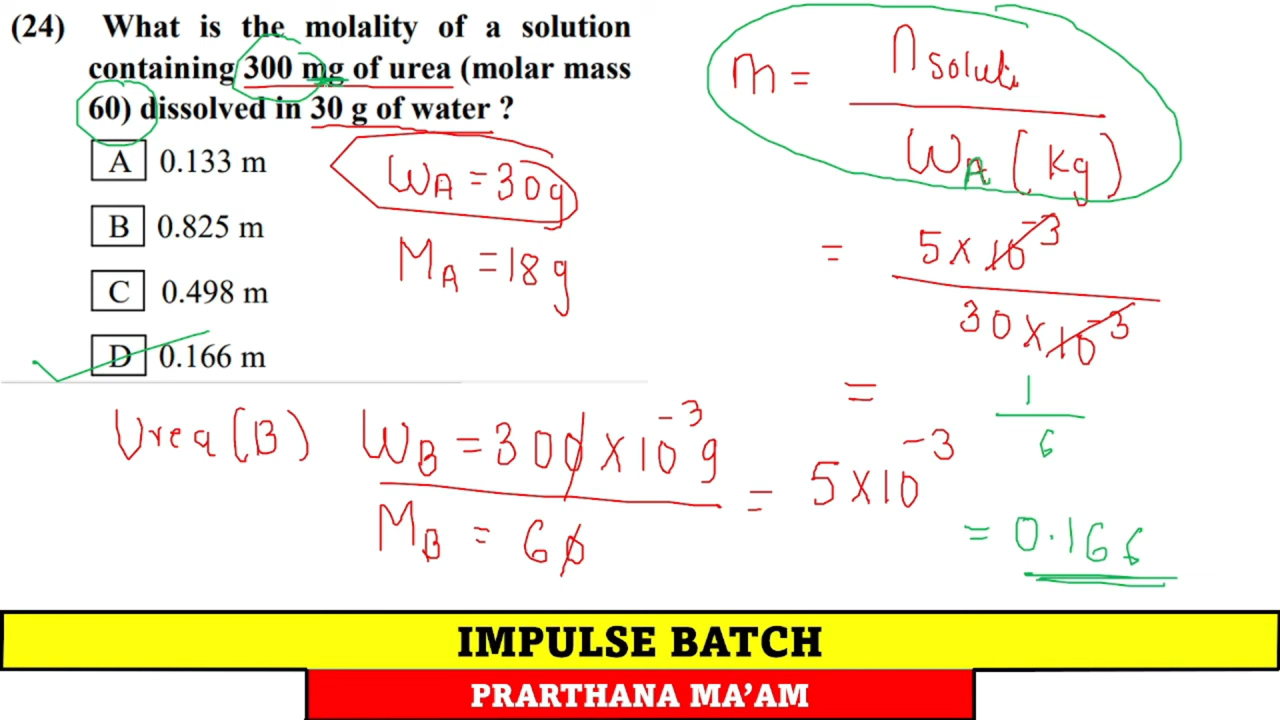 (24) What is the molality of a solution
containing 300 mg of urea (molar mass
60) dissolved in 30 g of water ?
A 0.133 m
B 0.825 m
C 0.498 m
D 0.166 m
WA = 30g
MA = 18 g
m = n solut
WA (kg)
= 5 × 10⁻³
30 × 10⁻³
= 1
6
= 0.166
Urea (B) WB = 300 × 10⁻³ g
MB = 60
= 5 × 10⁻³
IMPULSE BATCH
PRARTHANA MA'AM